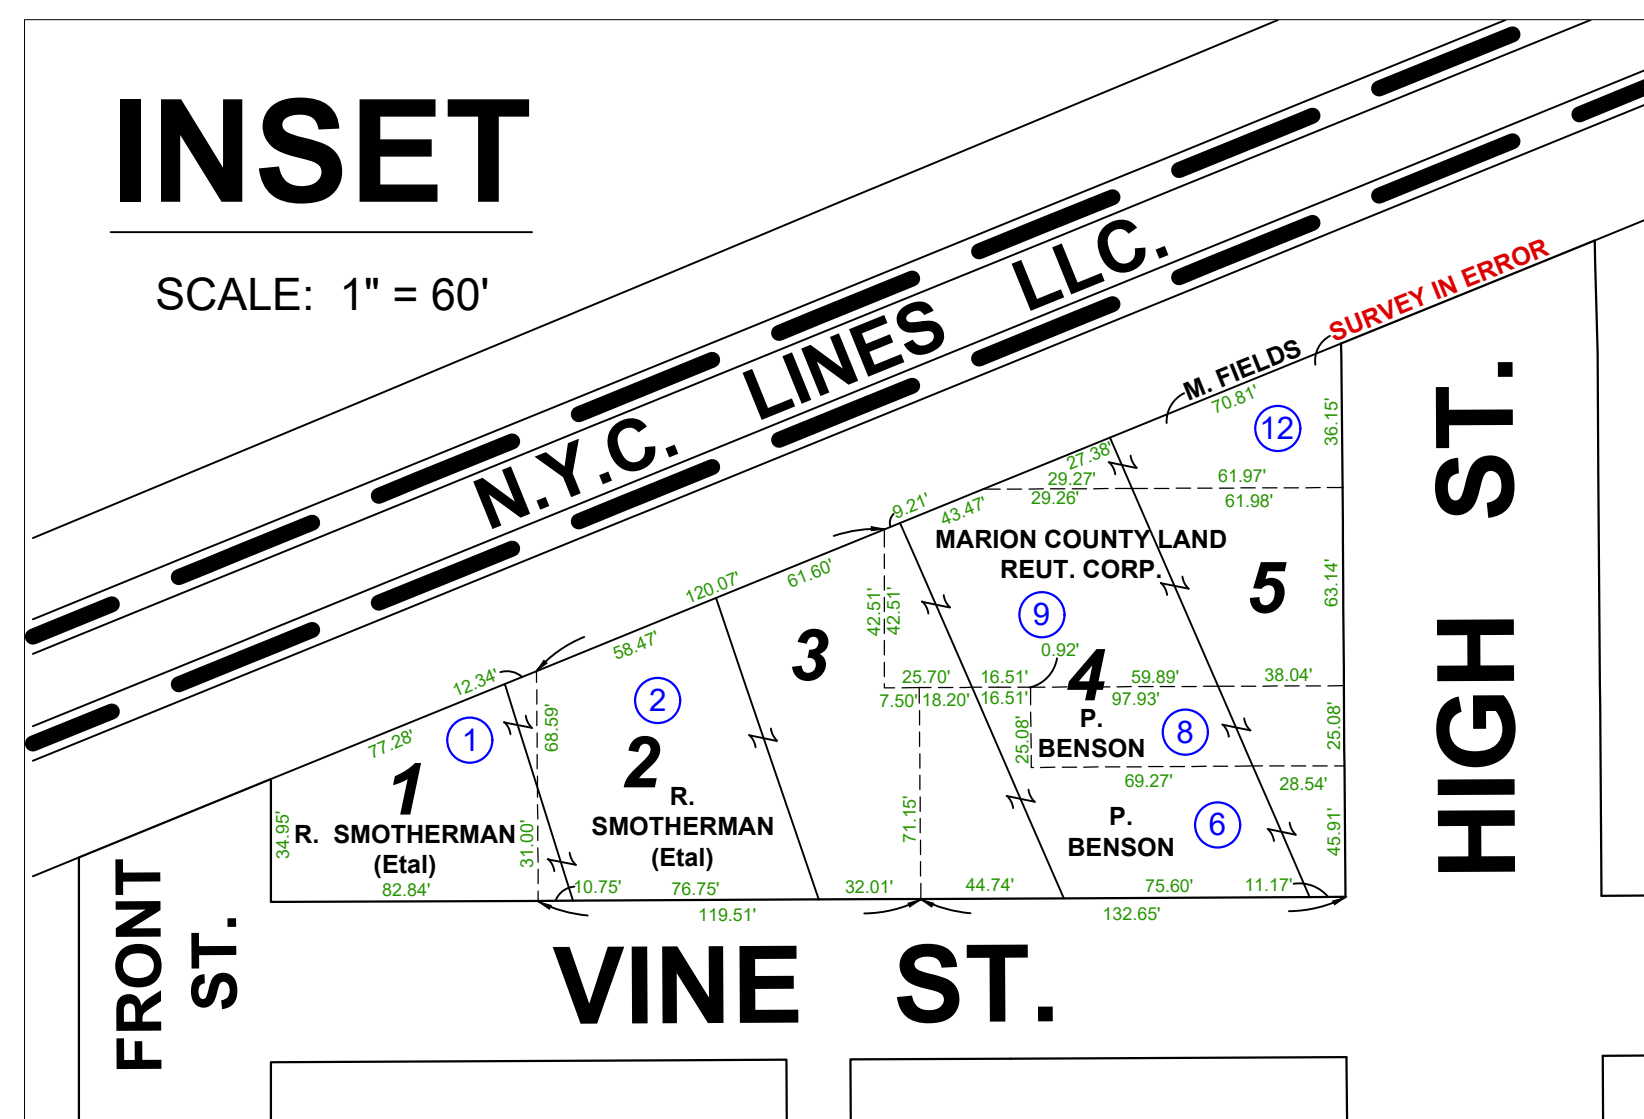 INSET
SCALE: 1" = 60'
N.Y.C. LINES LLC.
SURVEY IN ERROR
M. FIELDS
70.81'
12
36.15'
27.38'
29.27'
61.97'
29.26'
61.98'
9.21'
43.47'
MARION COUNTY LAND
REUT. CORP.
5
63.14'
120.07'
61.60'
42.51'
42.51'
9
3
58.47'
0.92'
4
12.34'
25.70'
16.51'
59.89'
38.04'
7.50'
18.20'
16.51'
97.93'
77.28'
1
68.59'
2
25.08'
P.
BENSON
8
25.08'
1
2
69.27'
28.54'
34.95'
R. SMOTHERMAN
(Etal)
31.00'
R.
SMOTHERMAN
(Etal)
71.15'
P.
BENSON
6
45.91'
82.84'
10.75'
76.75'
32.01'
44.74'
75.60'
11.17'
119.51'
132.65'
FRONT
ST.
VINE ST.
HIGH ST.